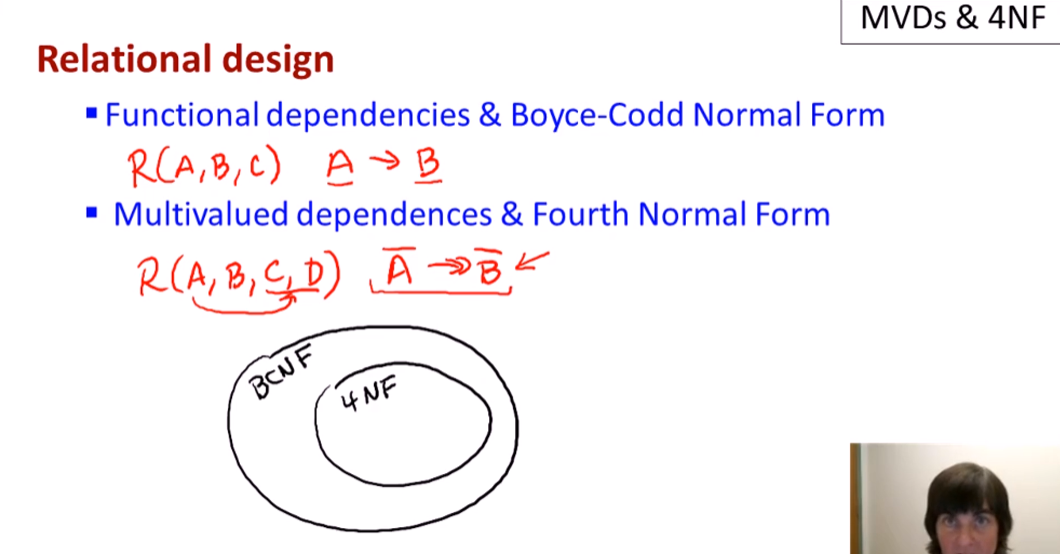 MVDs & 4NF
Relational design
▪ Functional dependencies & Boyce-Codd Normal Form
R(A, B, C) A → B
▪ Multivalued dependences & Fourth Normal Form
R(A, B, C, D) A̅ ↠ B̅ ←
BCNF
4NF